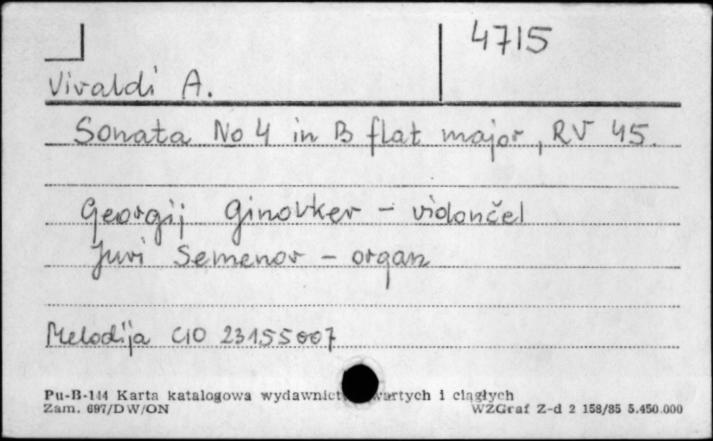 4715
Vivaldi A.
Sonata No 4 in B flat major, RV 45.
Georgij Ginovker - violončel
Juri Semenov - organ
Melodija C10 23155007
Pu-B-144 Karta katalogowa wydawnict wartych i ciągłych
Zam. 697/DW/ON WZGraf Z-d 2 158/85 5.450.000